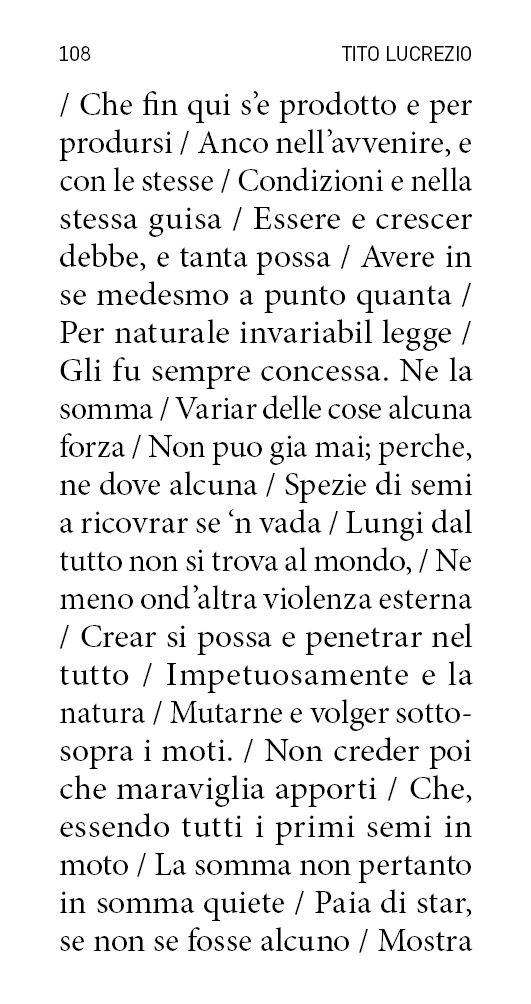 108 TITO LUCREZIO
/ Che fin qui s’e prodotto e per
prodursi / Anco nell’avvenire, e
con le stesse / Condizioni e nella
stessa guisa / Essere e crescer
debbe, e tanta possa / Avere in
se medesmo a punto quanta /
Per naturale invariabil legge /
Gli fu sempre concessa. Ne la
somma / Variar delle cose alcuna
forza / Non puo gia mai; perche,
ne dove alcuna / Spezie di semi
a ricovrar se ‘n vada / Lungi dal
tutto non si trova al mondo, / Ne
meno ond’altra violenza esterna
/ Crear si possa e penetrar nel
tutto / Impetuosamente e la
natura / Mutarne e volger sotto-
sopra i moti. / Non creder poi
che maraviglia apporti / Che,
essendo tutti i primi semi in
moto / La somma non pertanto
in somma quiete / Paia di star,
se non se fosse alcuno / Mostra